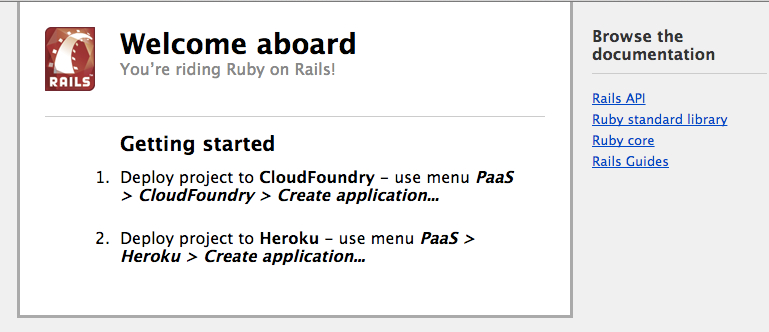 RAILS
Welcome aboard
You’re riding Ruby on Rails!
Getting started
1. Deploy project to CloudFoundry – use menu PaaS
> CloudFoundry > Create application...
2. Deploy project to Heroku – use menu PaaS >
Heroku > Create application...
Browse the
documentation
Rails API
Ruby standard library
Ruby core
Rails Guides